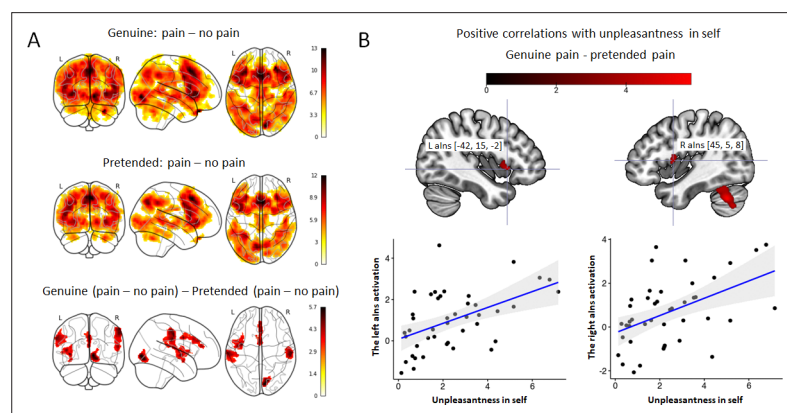 A
Genuine: pain – no pain
L
R
13
10
6.7
3.3
0
Pretended: pain – no pain
L
R
12
8.9
5.9
3
0
Genuine (pain – no pain) – Pretended (pain – no pain)
L
R
L
R
5.7
4.3
2.8
1.4
0
B
Positive correlations with unpleasantness in self
Genuine pain - pretended pain
0 2 4
L aIns [-42, 15, -2]
R aIns [45, 5, 8]
The left aIns activation
4
2
0
0 2 4 6
Unpleasantness in self
The right aIns activation
4
2
0
-2
0 2 4 6
Unpleasantness in self